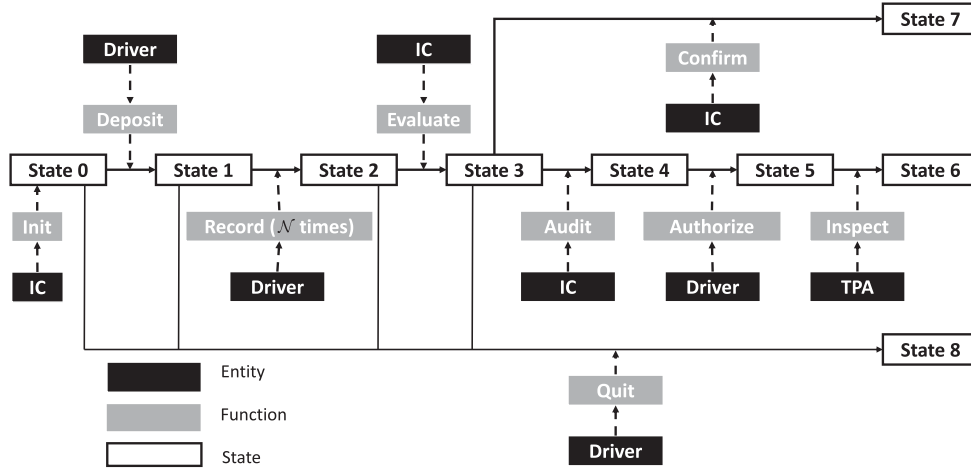 State 7
Driver
IC
Confirm
Deposit
Evaluate
IC
State 0
State 1
State 2
State 3
State 4
State 5
State 6
Init
Record (𝒩 times)
Audit
Authorize
Inspect
IC
Driver
IC
Driver
TPA
State 8
Entity
Quit
Function
Driver
State